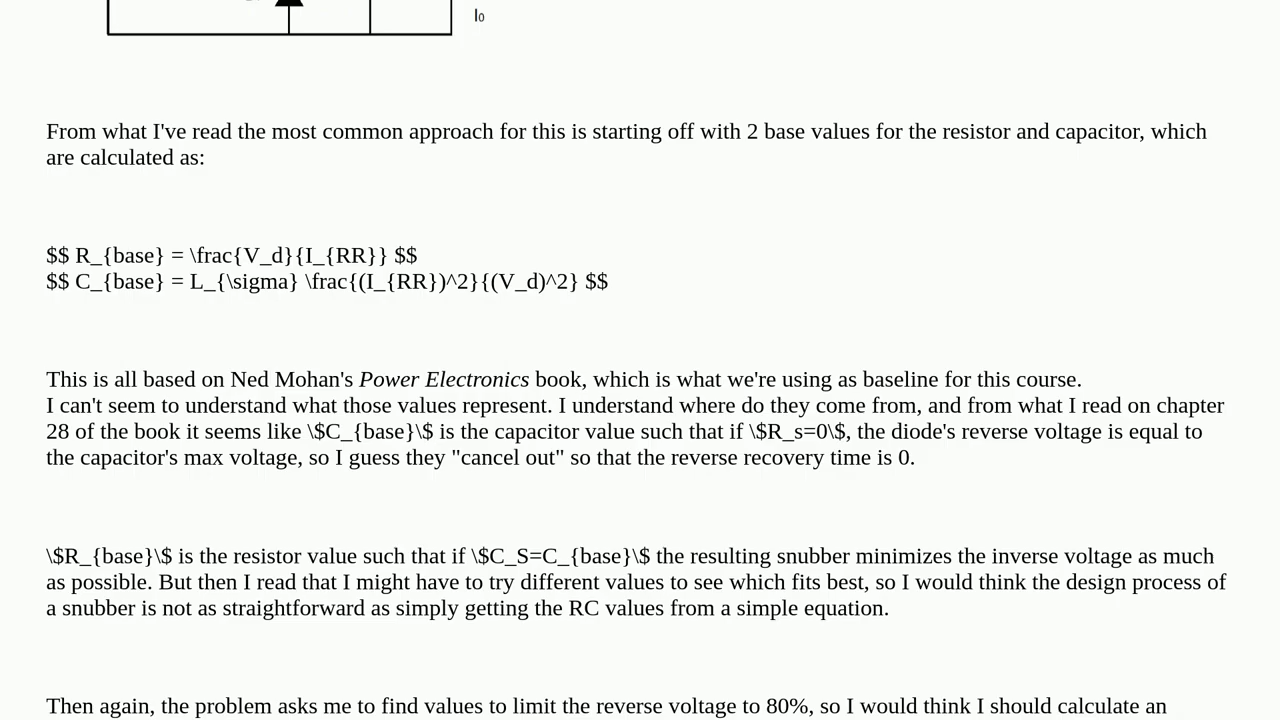 I₀
From what I've read the most common approach for this is starting off with 2 base values for the resistor and capacitor, which
are calculated as:
$$ R_{base} = \frac{V_d}{I_{RR}} $$
$$ C_{base} = L_{\sigma} \frac{(I_{RR})^2}{(V_d)^2} $$
This is all based on Ned Mohan's Power Electronics book, which is what we're using as baseline for this course.
I can't seem to understand what those values represent. I understand where do they come from, and from what I read on chapter
28 of the book it seems like \$C_{base}\$ is the capacitor value such that if \$R_s=0\$, the diode's reverse voltage is equal to
the capacitor's max voltage, so I guess they "cancel out" so that the reverse recovery time is 0.
\$R_{base}\$ is the resistor value such that if \$C_S=C_{base}\$ the resulting snubber minimizes the inverse voltage as much
as possible. But then I read that I might have to try different values to see which fits best, so I would think the design process of
a snubber is not as straightforward as simply getting the RC values from a simple equation.
Then again, the problem asks me to find values to limit the reverse voltage to 80%, so I would think I should calculate an